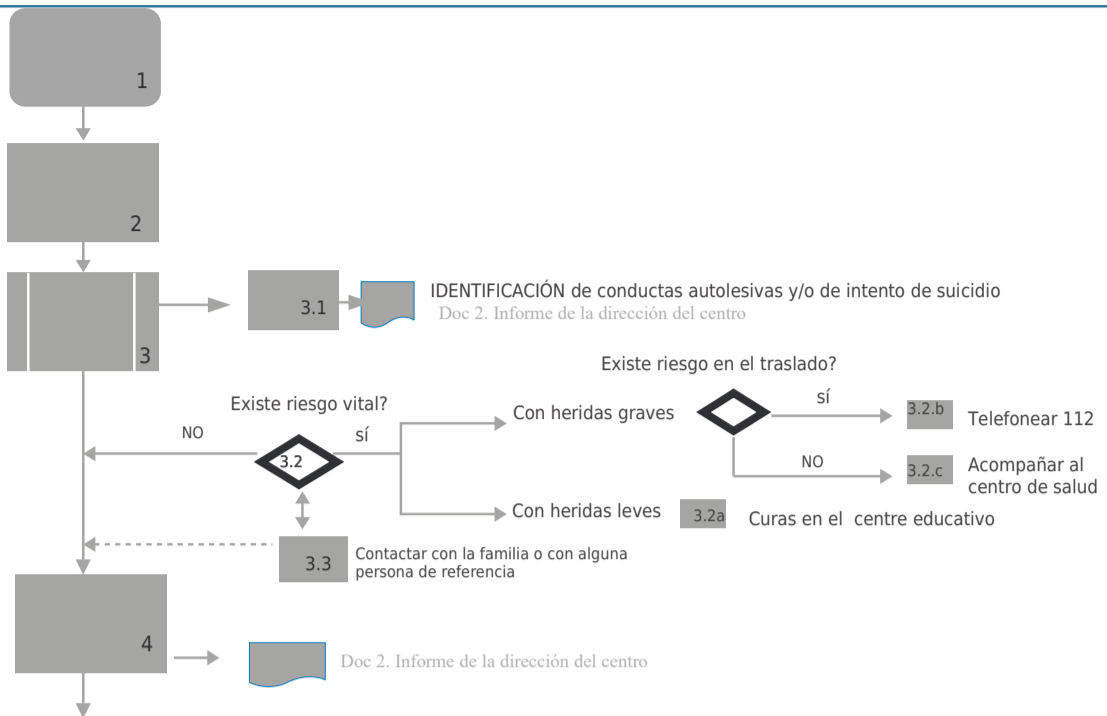 1
2
3
3.1
IDENTIFICACIÓN de conductas autolesivas y/o de intento de suicidio
Doc 2. Informe de la dirección del centro
Existe riesgo en el traslado?
Existe riesgo vital?
NO
sí
3.2
Con heridas graves
sí
3.2.b
Telefonear 112
NO
3.2.c
Acompañar al
centro de salud
Con heridas leves
3.2a
Curas en el centre educativo
3.3
Contactar con la familia o con alguna
persona de referencia
4
Doc 2. Informe de la dirección del centro